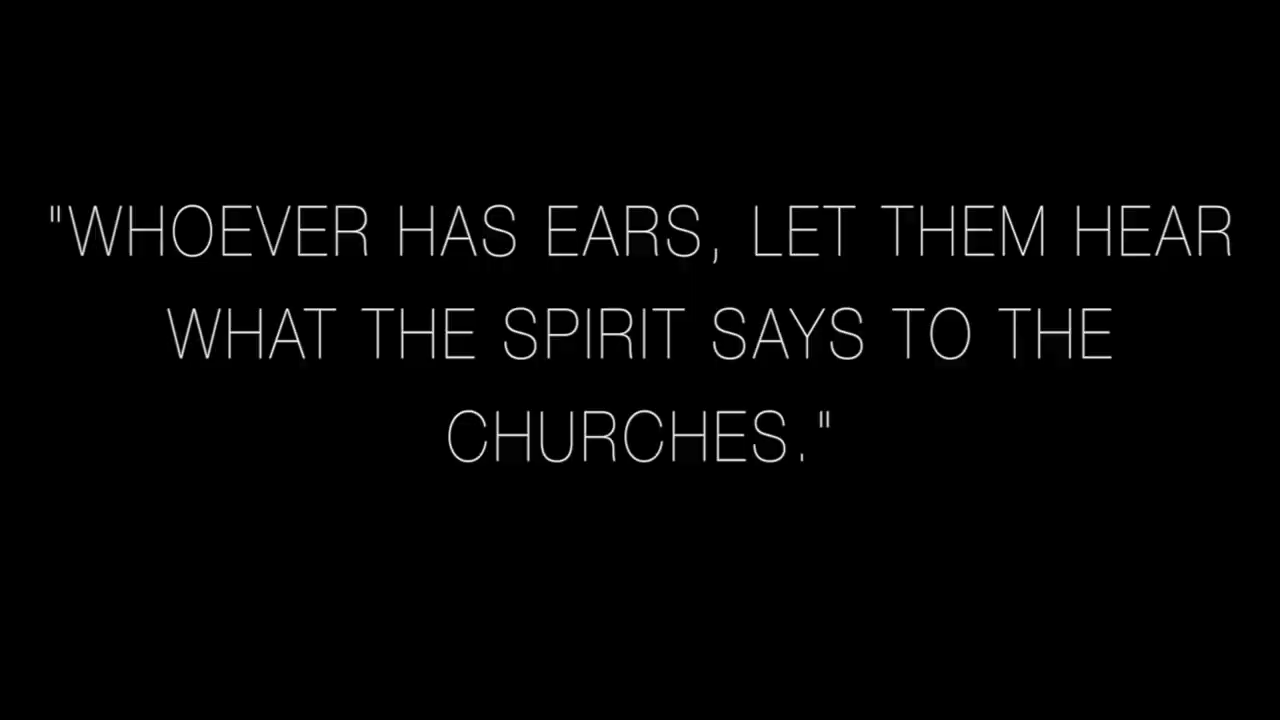 "WHOEVER HAS EARS, LET THEM HEAR
WHAT THE SPIRIT SAYS TO THE
CHURCHES."